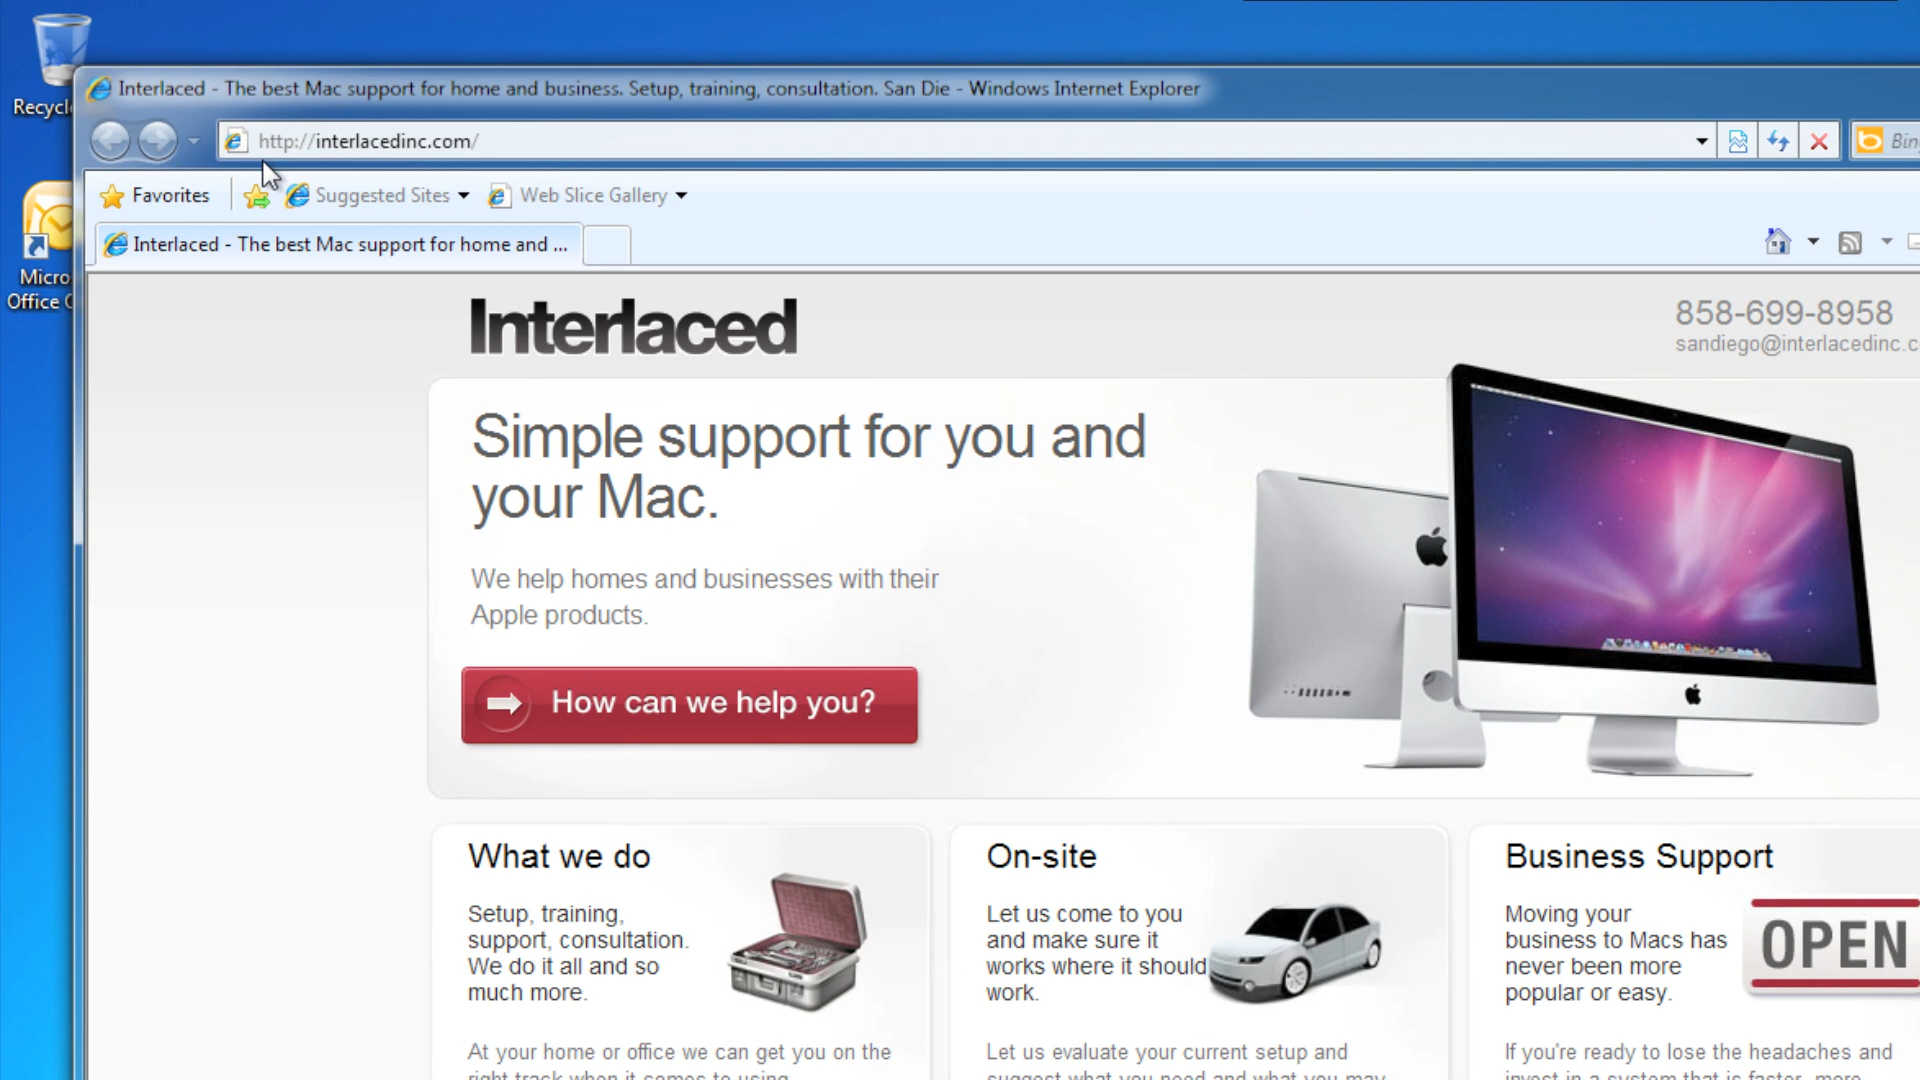 Interlaced - The best Mac support for home and business. Setup, training, consultation. San Die - Windows Internet Explorer
http://interlacedinc.com/
Bing
Favorites
Suggested Sites
Web Slice Gallery
Interlaced - The best Mac support for home and ...
Recycle
Micro
Office
Interlaced
858-699-8958
sandiego@interlacedinc.c
Simple support for you and
your Mac.
We help homes and businesses with their
Apple products.
How can we help you?
What we do
Setup, training,
support, consultation.
We do it all and so
much more.
At your home or office we can get you on the
right track when it comes to using
On-site
Let us come to you
and make sure it
works where it should
work.
Let us evaluate your current setup and
suggest what you need and what you may
Business Support
Moving your
business to Macs has
never been more
popular or easy.
OPEN
If you're ready to lose the headaches and
invest in a system that is faster, more